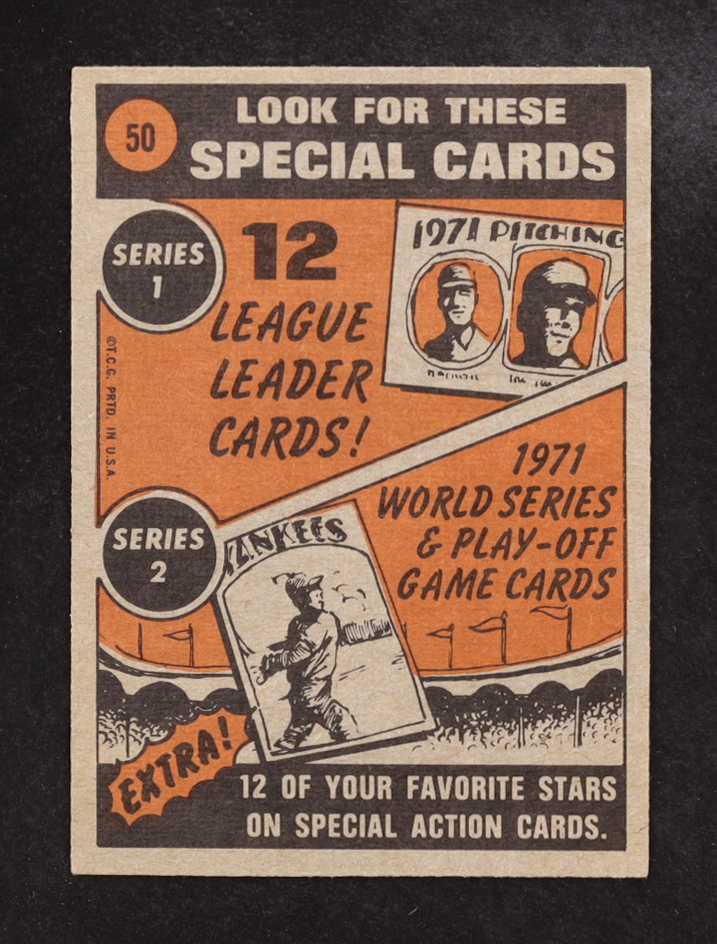 50
LOOK FOR THESE
SPECIAL CARDS
SERIES
1
12
LEAGUE
LEADER
CARDS!
1971 PITCHING
©T.C.G. PRTD. IN U.S.A.
1971
WORLD SERIES
& PLAY-OFF
GAME CARDS
SERIES
2
YANKEES
EXTRA!
12 OF YOUR FAVORITE STARS
ON SPECIAL ACTION CARDS.